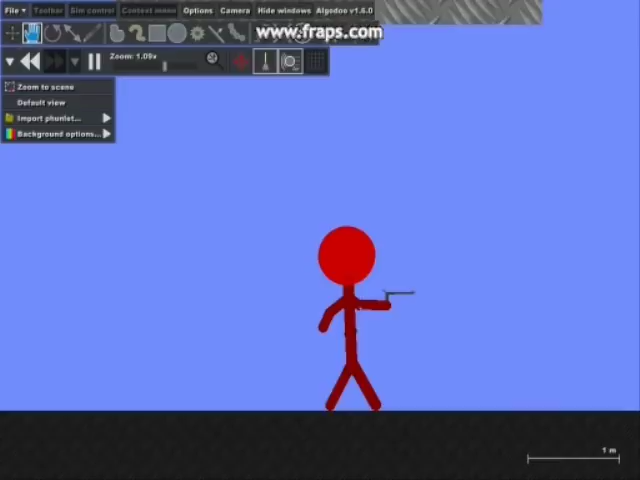 File Toolbar Sim control Context menu Options Camera Hide windows Algodoo v1.6.0
www.fraps.com
Zoom: 1.09x
Zoom to scene
Default view
Import phunlet...
Background options...
1 m